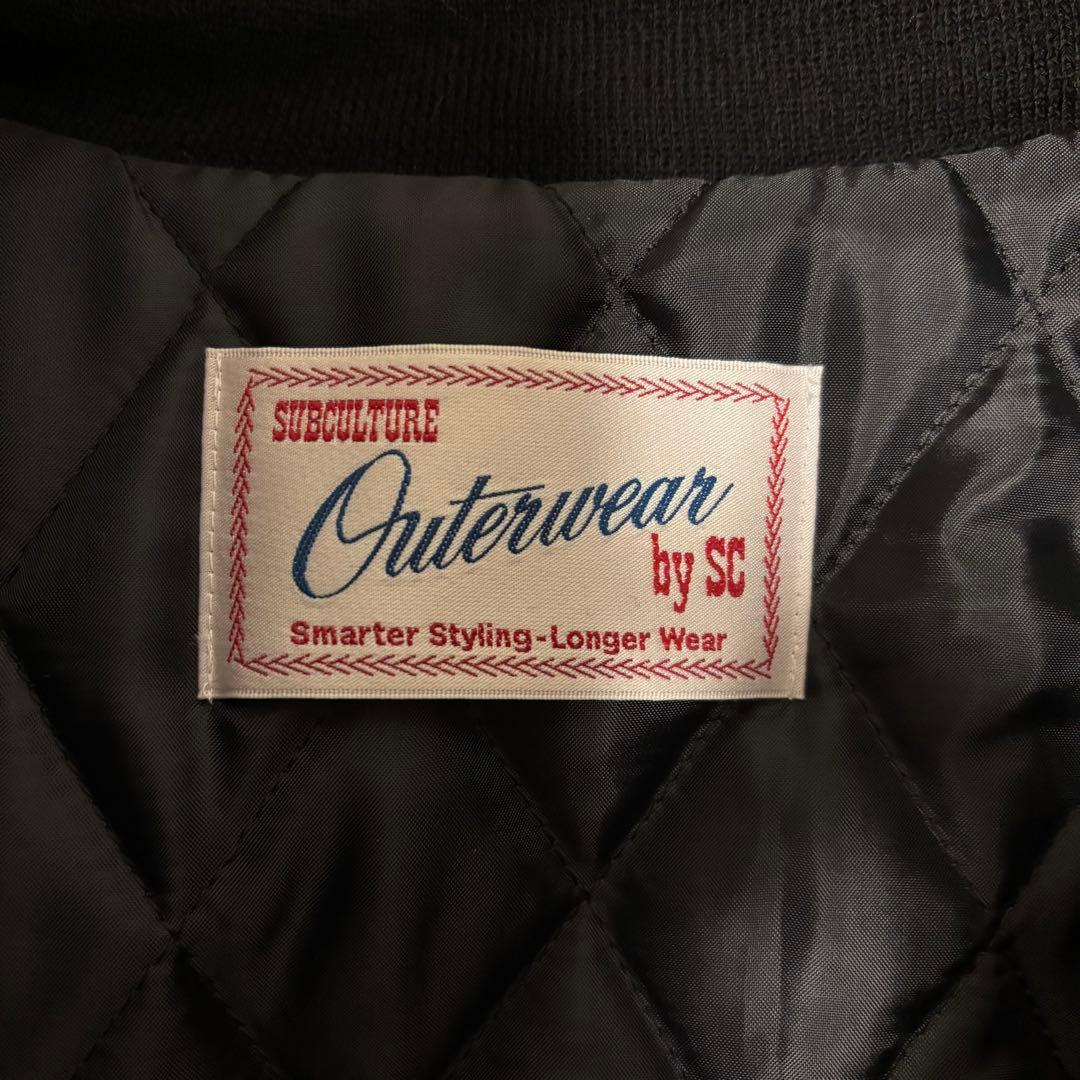 SUBCULTURE
Outerwear
by SC
Smarter Styling-Longer Wear